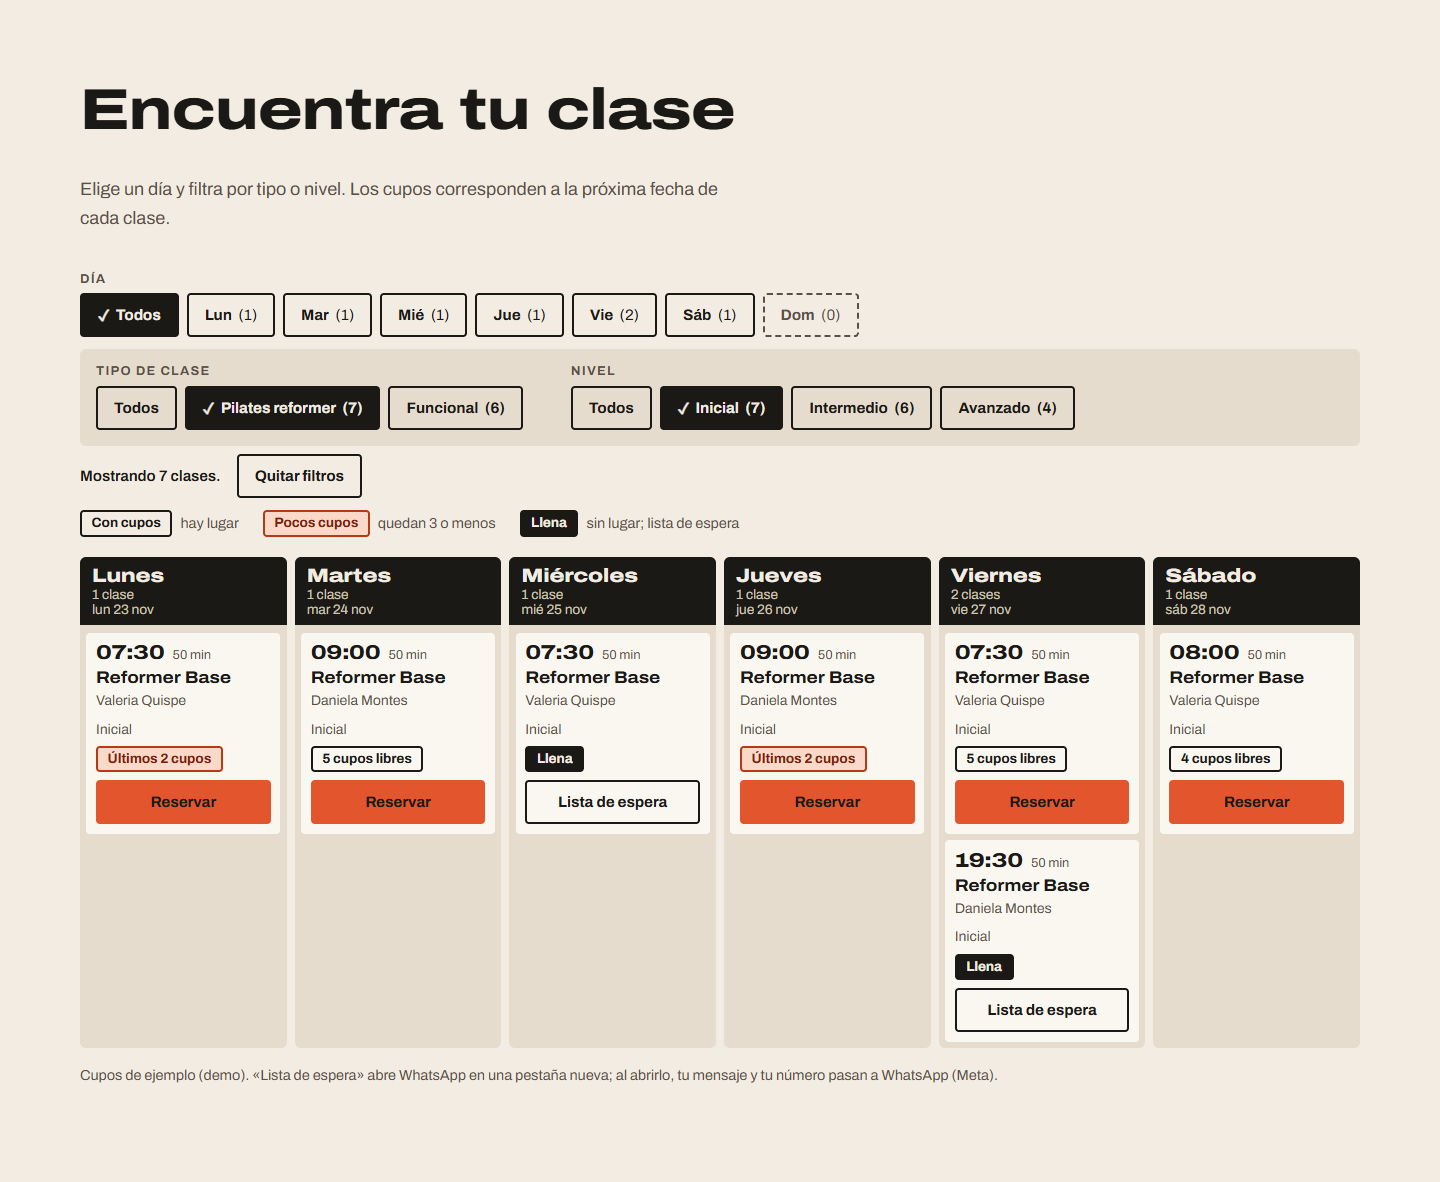 Encuentra tu clase
Elige un día y filtra por tipo o nivel. Los cupos corresponden a la próxima fecha de
cada clase.
DÍA
✓ Todos
Lun (1)
Mar (1)
Mié (1)
Jue (1)
Vie (2)
Sáb (1)
Dom (0)
TIPO DE CLASE
Todos
✓ Pilates reformer (7)
Funcional (6)
NIVEL
Todos
✓ Inicial (7)
Intermedio (6)
Avanzado (4)
Mostrando 7 clases.
Quitar filtros
Con cupos hay lugar
Pocos cupos quedan 3 o menos
Llena sin lugar; lista de espera
Lunes
1 clase
lun 23 nov
07:30 50 min
Reformer Base
Valeria Quispe
Inicial
Últimos 2 cupos
Reservar
Martes
1 clase
mar 24 nov
09:00 50 min
Reformer Base
Daniela Montes
Inicial
5 cupos libres
Reservar
Miércoles
1 clase
mié 25 nov
07:30 50 min
Reformer Base
Valeria Quispe
Inicial
Llena
Lista de espera
Jueves
1 clase
jue 26 nov
09:00 50 min
Reformer Base
Daniela Montes
Inicial
Últimos 2 cupos
Reservar
Viernes
2 clases
vie 27 nov
07:30 50 min
Reformer Base
Valeria Quispe
Inicial
5 cupos libres
Reservar
19:30 50 min
Reformer Base
Daniela Montes
Inicial
Llena
Lista de espera
Sábado
1 clase
sáb 28 nov
08:00 50 min
Reformer Base
Valeria Quispe
Inicial
4 cupos libres
Reservar
Cupos de ejemplo (demo). «Lista de espera» abre WhatsApp en una pestaña nueva; al abrirlo, tu mensaje y tu número pasan a WhatsApp (Meta).